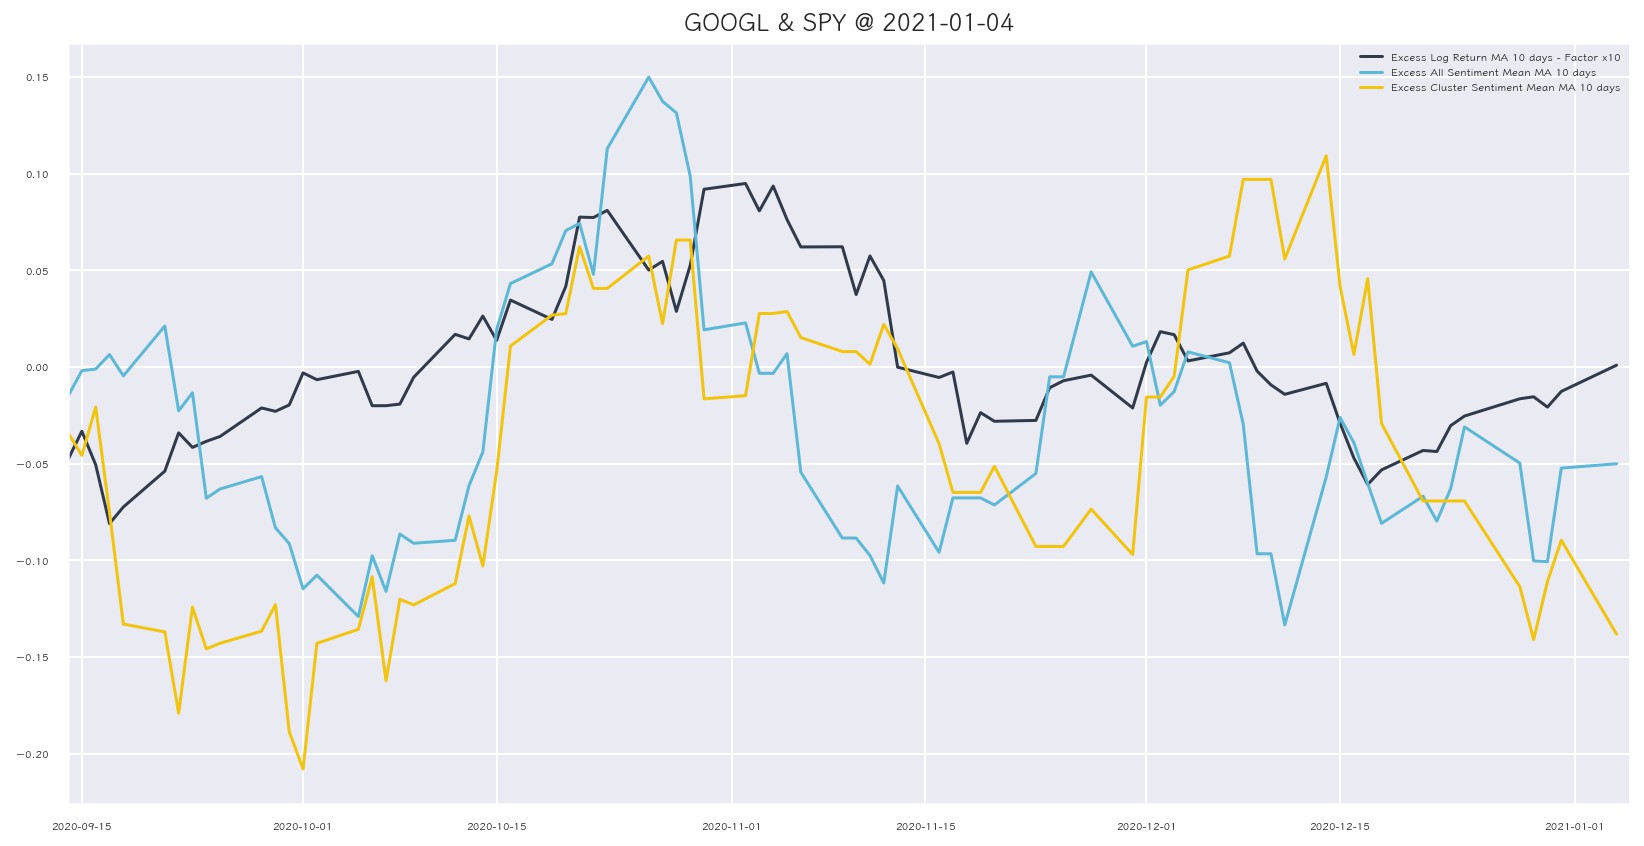 GOOGL & SPY @ 2021-01-04
Excess Log Return MA 10 days - Factor x10
Excess All Sentiment Mean MA 10 days
Excess Cluster Sentiment Mean MA 10 days
0.15
0.10
0.05
0.00
−0.05
−0.10
−0.15
−0.20
2020-09-15 2020-10-01 2020-10-15 2020-11-01 2020-11-15 2020-12-01 2020-12-15 2021-01-01